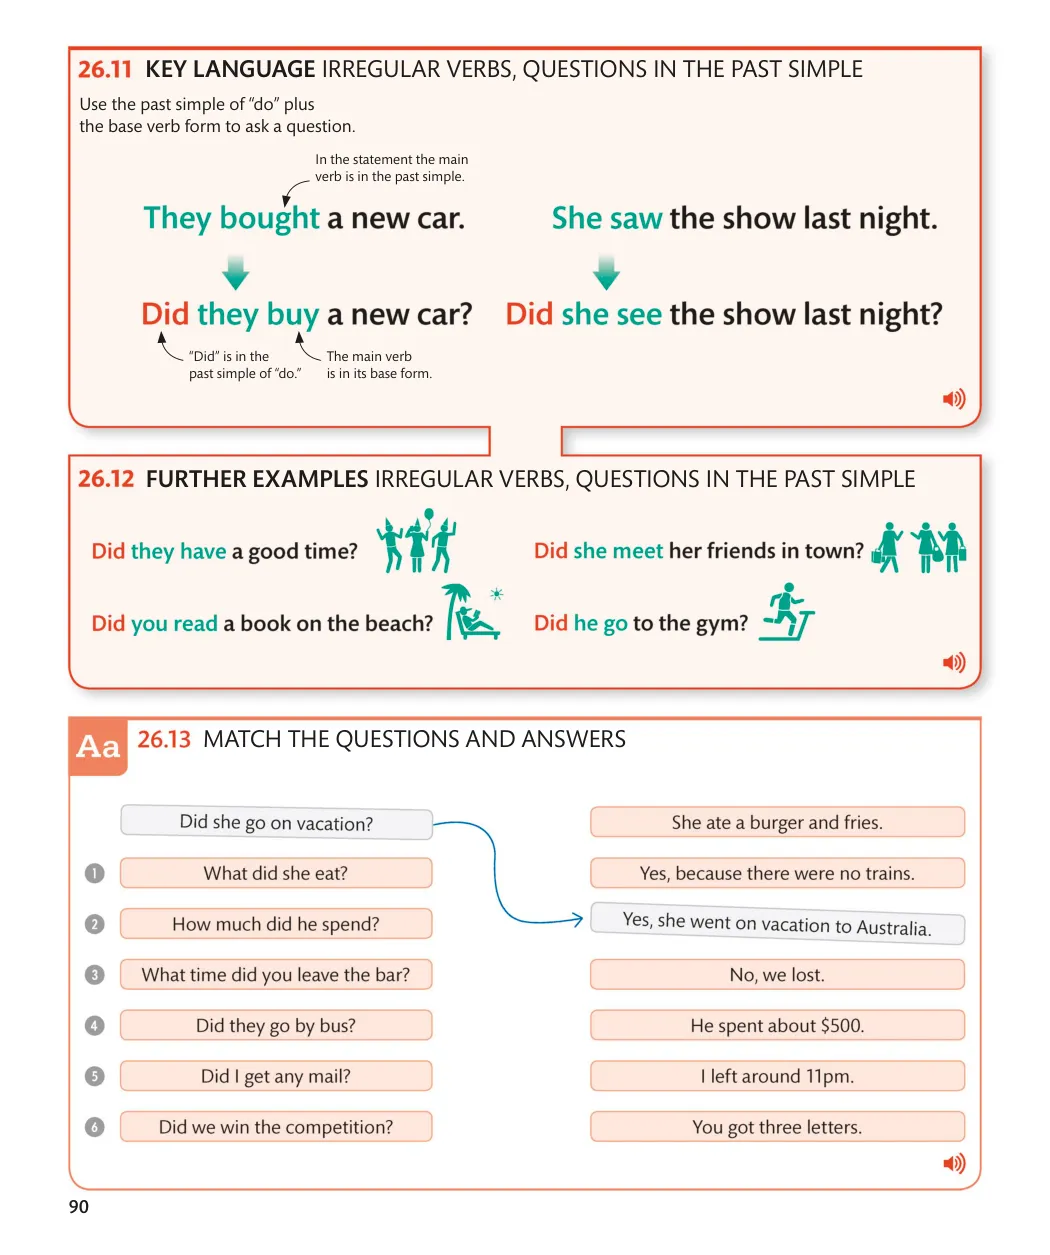 26.11 KEY LANGUAGE IRREGULAR VERBS, QUESTIONS IN THE PAST SIMPLE
Use the past simple of “do” plus
the base verb form to ask a question.
In the statement the main
verb is in the past simple.
They bought a new car.
She saw the show last night.
Did they buy a new car?
Did she see the show last night?
“Did” is in the
past simple of “do.”
The main verb
is in its base form.
26.12 FURTHER EXAMPLES IRREGULAR VERBS, QUESTIONS IN THE PAST SIMPLE
Did they have a good time?
Did she meet her friends in town?
Did you read a book on the beach?
Did he go to the gym?
Aa
26.13 MATCH THE QUESTIONS AND ANSWERS
Did she go on vacation?
She ate a burger and fries.
1 What did she eat?
Yes, because there were no trains.
2 How much did he spend?
Yes, she went on vacation to Australia.
3 What time did you leave the bar?
No, we lost.
4 Did they go by bus?
He spent about $500.
5 Did I get any mail?
I left around 11pm.
6 Did we win the competition?
You got three letters.
90